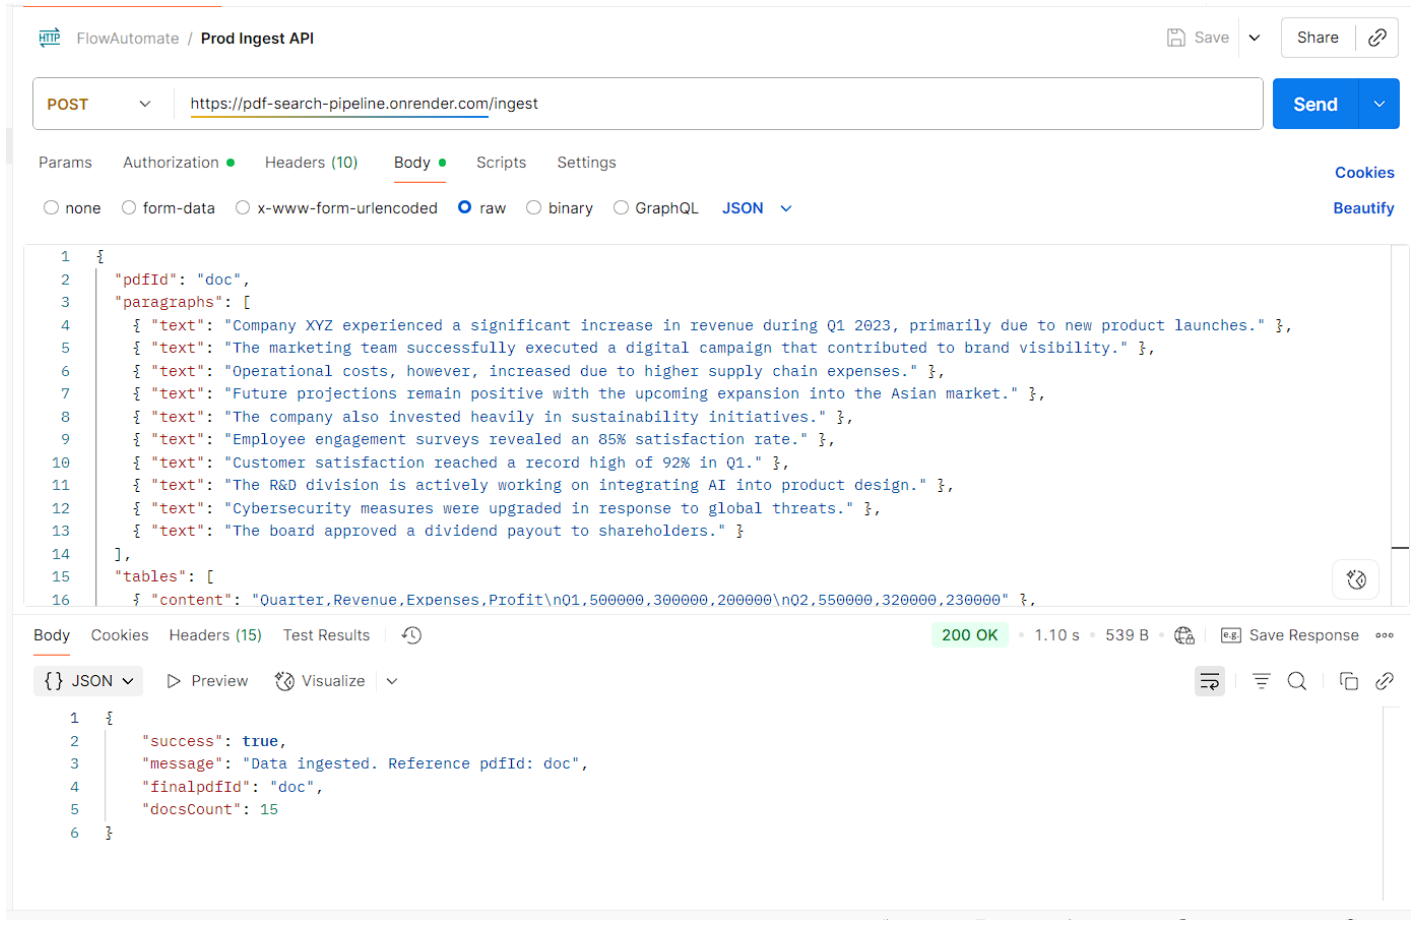 HTTP FlowAutomate / Prod Ingest API Save Share
POST https://pdf-search-pipeline.onrender.com/ingest Send
Params Authorization Headers (10) Body Scripts Settings Cookies
none form-data x-www-form-urlencoded raw binary GraphQL JSON Beautify
1 {
2 "pdfId": "doc",
3 "paragraphs": [
4 { "text": "Company XYZ experienced a significant increase in revenue during Q1 2023, primarily due to new product launches." },
5 { "text": "The marketing team successfully executed a digital campaign that contributed to brand visibility." },
6 { "text": "Operational costs, however, increased due to higher supply chain expenses." },
7 { "text": "Future projections remain positive with the upcoming expansion into the Asian market." },
8 { "text": "The company also invested heavily in sustainability initiatives." },
9 { "text": "Employee engagement surveys revealed an 85% satisfaction rate." },
10 { "text": "Customer satisfaction reached a record high of 92% in Q1." },
11 { "text": "The R&D division is actively working on integrating AI into product design." },
12 { "text": "Cybersecurity measures were upgraded in response to global threats." },
13 { "text": "The board approved a dividend payout to shareholders." }
14 ],
15 "tables": [
16 { "content": "Quarter,Revenue,Expenses,Profit\nQ1,500000,300000,200000\nQ2,550000,320000,230000" },
Body Cookies Headers (15) Test Results 200 OK • 1.10 s • 539 B • e.g. Save Response
{} JSON Preview Visualize
1 {
2 "success": true,
3 "message": "Data ingested. Reference pdfId: doc",
4 "finalpdfId": "doc",
5 "docsCount": 15
6 }